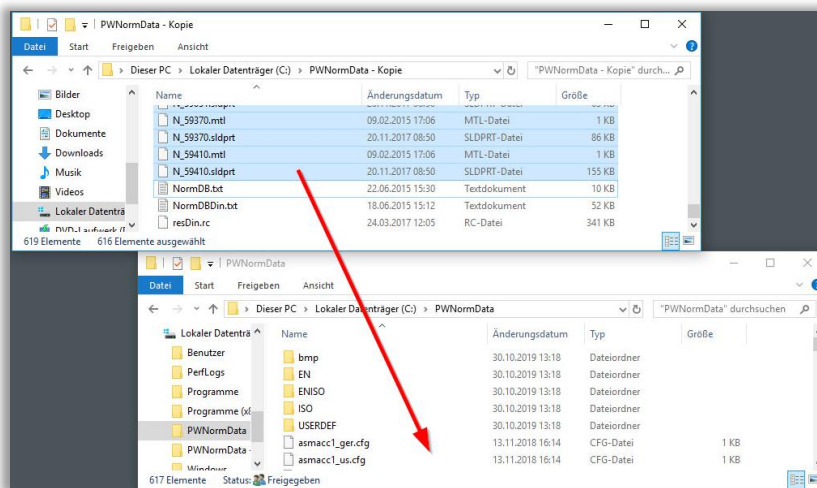 PWNormData - Kopie
Datei Start Freigeben Ansicht
Dieser PC > Lokaler Datenträger (C:) > PWNormData - Kopie "PWNormData - Kopie" durch...
Bilder
Desktop
Dokumente
Downloads
Musik
Videos
Lokaler Datenträ
Name Änderungsdatum Typ Größe
N_59370.mtl 09.02.2015 17:06 MTL-Datei 1 KB
N_59370.sldprt 20.11.2017 08:50 SLDPRT-Datei 86 KB
N_59410.mtl 09.02.2015 17:06 MTL-Datei 1 KB
N_59410.sldprt 20.11.2017 08:50 SLDPRT-Datei 155 KB
NormDB.txt 22.06.2015 15:30 Textdokument 10 KB
NormDBDin.txt 18.06.2015 15:12 Textdokument 52 KB
resDin.rc 24.03.2017 12:05 RC-Datei 341 KB
619 Elemente 616 Elemente ausgewählt
PWNormData
Datei Start Freigeben Ansicht
Dieser PC > Lokaler Datenträger (C:) > PWNormData "PWNormData" durchsuchen
Lokaler Datenträ
Benutzer
PerfLogs
Programme
Programme (x8
PWNormData
PWNormData -
Windows
Name Änderungsdatum Typ Größe
bmp 30.10.2019 13:18 Dateiordner
EN 30.10.2019 13:18 Dateiordner
ENISO 30.10.2019 13:18 Dateiordner
ISO 30.10.2019 13:18 Dateiordner
USERDEF 30.10.2019 13:18 Dateiordner
asmacc1_ger.cfg 13.11.2018 16:14 CFG-Datei 1 KB
asmacc1_us.cfg 13.11.2018 16:14 CFG-Datei 1 KB
617 Elemente Status: Freigegeben